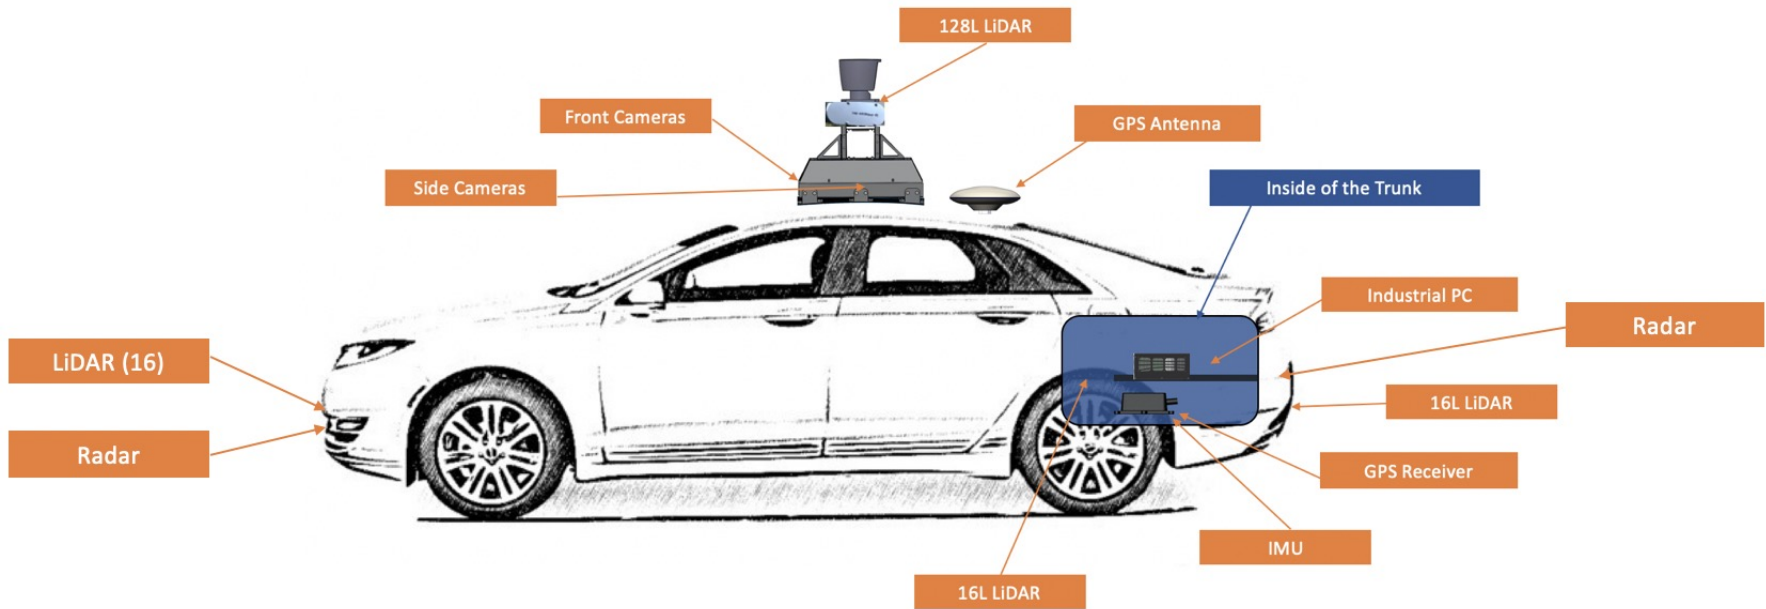 128L LiDAR
Front Cameras
GPS Antenna
Side Cameras
Inside of the Trunk
Industrial PC
Radar
LiDAR (16)
16L LiDAR
Radar
GPS Receiver
IMU
16L LiDAR